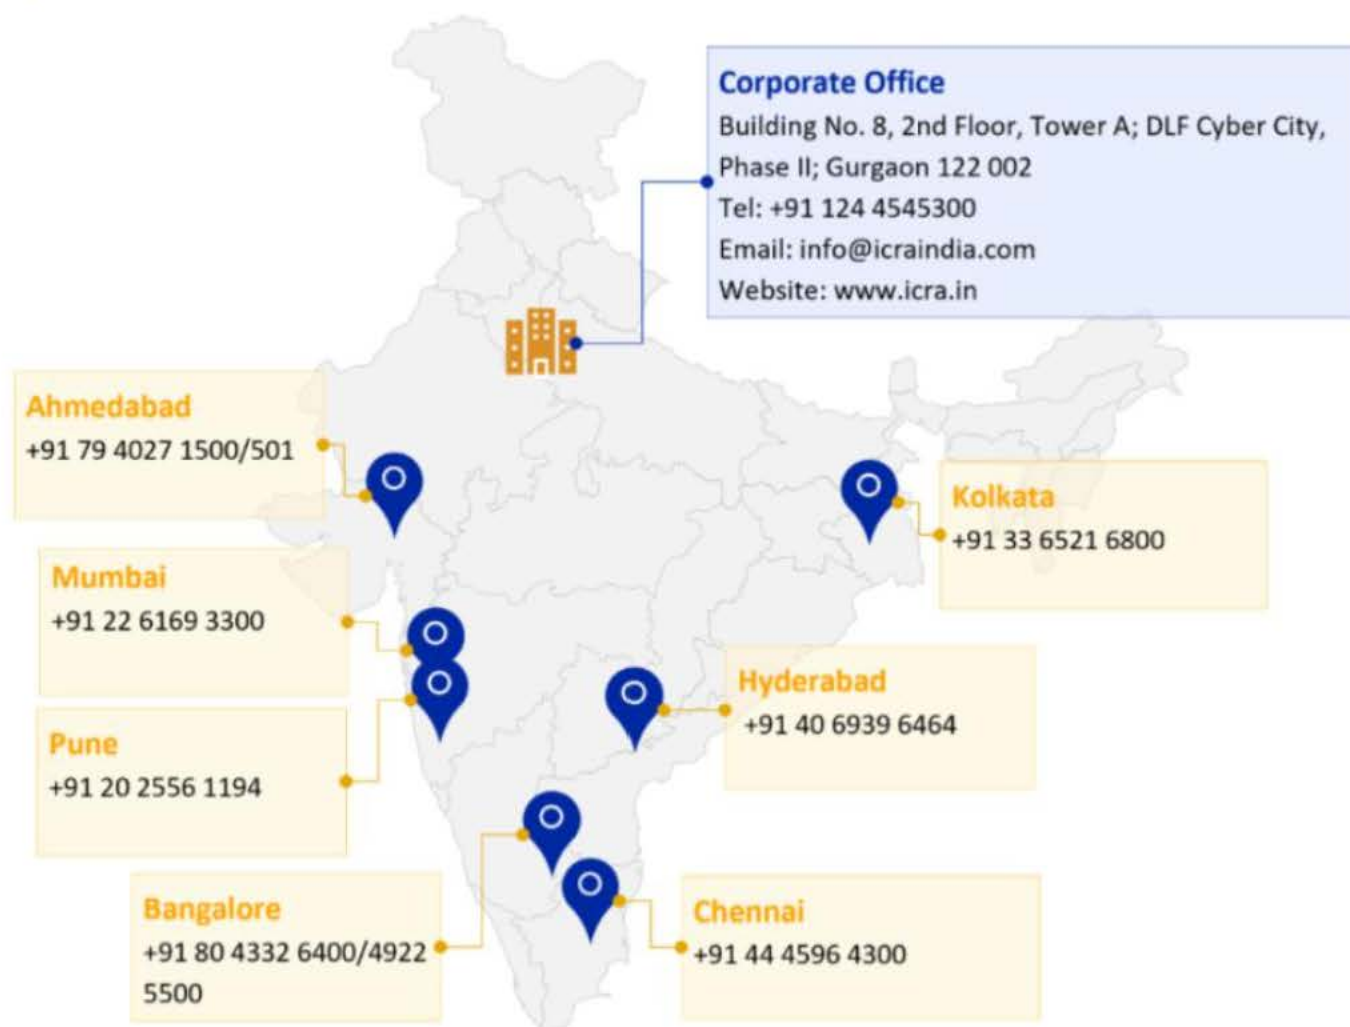 Corporate Office
Building No. 8, 2nd Floor, Tower A; DLF Cyber City,
Phase II; Gurgaon 122 002
Tel: +91 124 4545300
Email: info@icraindia.com
Website: www.icra.in
Ahmedabad
+91 79 4027 1500/501
Kolkata
+91 33 6521 6800
Mumbai
+91 22 6169 3300
Hyderabad
+91 40 6939 6464
Pune
+91 20 2556 1194
Bangalore
+91 80 4332 6400/4922
5500
Chennai
+91 44 4596 4300